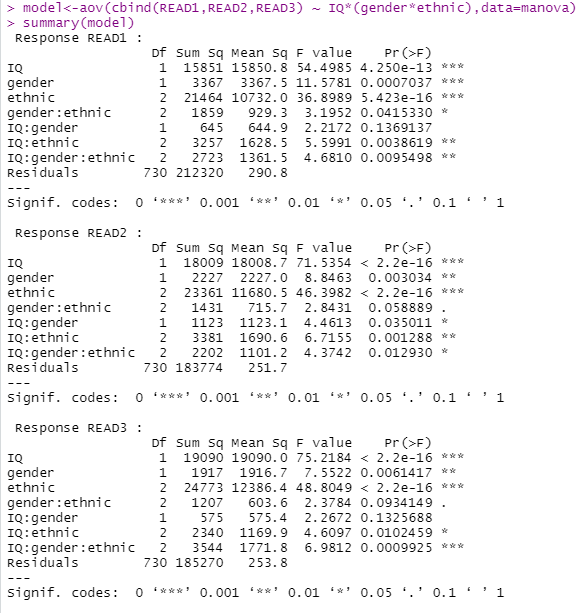 > model<-aov(cbind(READ1,READ2,READ3) ~ IQ*(gender*ethnic),data=manova)
> summary(model)
 Response READ1 :
                  Df Sum Sq Mean Sq F value    Pr(>F)
IQ                 1  15851 15850.8 54.4985 4.250e-13 ***
gender             1   3367  3367.5 11.5781 0.0007037 ***
ethnic             2  21464 10732.0 36.8989 5.423e-16 ***
gender:ethnic      2   1859   929.3  3.1952 0.0415330 *
IQ:gender          1    645   644.9  2.2172 0.1369137
IQ:ethnic          2   3257  1628.5  5.5991 0.0038619 **
IQ:gender:ethnic   2   2723  1361.5  4.6810 0.0095498 **
Residuals        730 212320   290.8
---
Signif. codes:  0 ‘***’ 0.001 ‘**’ 0.01 ‘*’ 0.05 ‘.’ 0.1 ‘ ’ 1
 Response READ2 :
                  Df Sum Sq Mean Sq F value    Pr(>F)
IQ                 1  18009 18008.7 71.5354 < 2.2e-16 ***
gender             1   2227  2227.0  8.8463  0.003034 **
ethnic             2  23361 11680.5 46.3982 < 2.2e-16 ***
gender:ethnic      2   1431   715.7  2.8431  0.058889 .
IQ:gender          1   1123  1123.1  4.4613  0.035011 *
IQ:ethnic          2   3381  1690.6  6.7155  0.001288 **
IQ:gender:ethnic   2   2202  1101.2  4.3742  0.012930 *
Residuals        730 183774   251.7
---
Signif. codes:  0 ‘***’ 0.001 ‘**’ 0.01 ‘*’ 0.05 ‘.’ 0.1 ‘ ’ 1
 Response READ3 :
                  Df Sum Sq Mean Sq F value    Pr(>F)
IQ                 1  19090 19090.0 75.2184 < 2.2e-16 ***
gender             1   1917  1916.7  7.5522 0.0061417 **
ethnic             2  24773 12386.4 48.8049 < 2.2e-16 ***
gender:ethnic      2   1207   603.6  2.3784 0.0934149 .
IQ:gender          1    575   575.4  2.2672 0.1325688
IQ:ethnic          2   2340  1169.9  4.6097 0.0102459 *
IQ:gender:ethnic   2   3544  1771.8  6.9812 0.0009925 ***
Residuals        730 185270   253.8
---
Signif. codes:  0 ‘***’ 0.001 ‘**’ 0.01 ‘*’ 0.05 ‘.’ 0.1 ‘ ’ 1